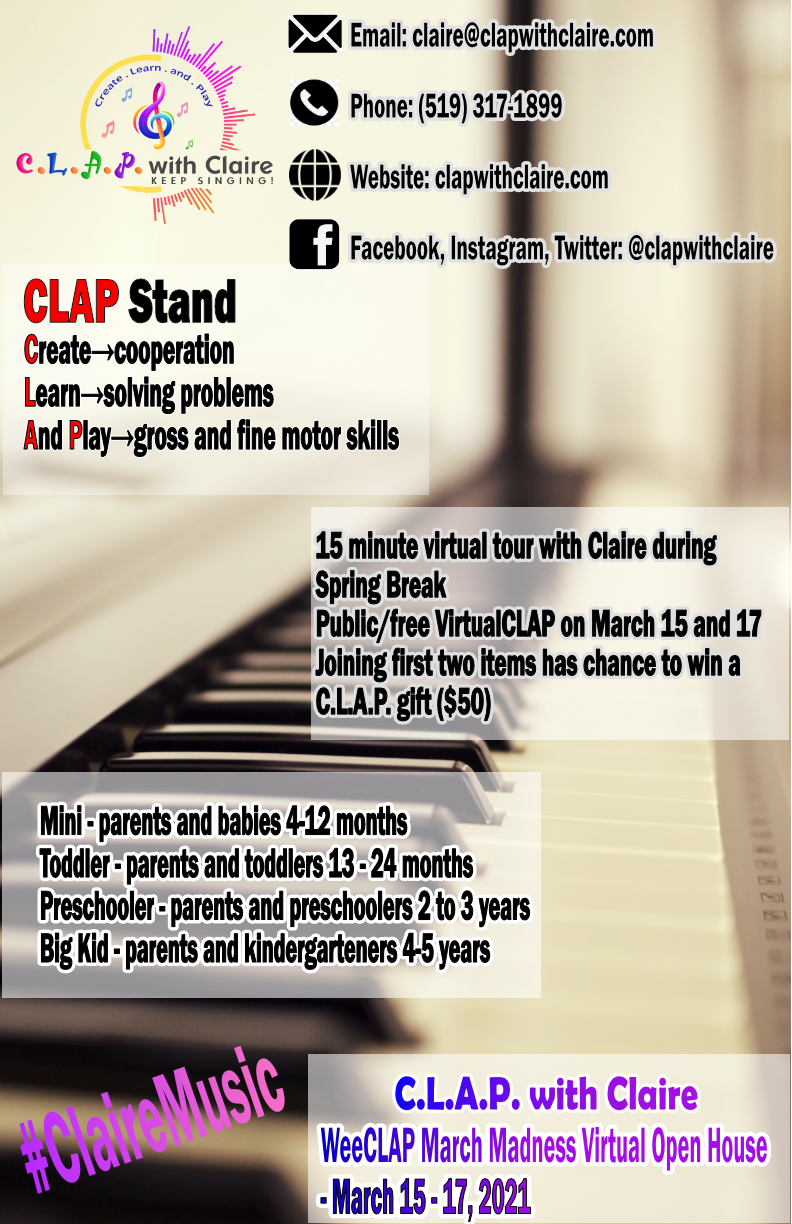 Email: claire@clapwithclaire.com
Create . Learn . and . Play
Phone: (519) 317-1899
C.L.A.P. with Claire
KEEP SINGING!
Website: clapwithclaire.com
Facebook, Instagram, Twitter: @clapwithclaire
CLAP Stand
Create→cooperation
Learn→solving problems
And Play→gross and fine motor skills
15 minute virtual tour with Claire during
Spring Break
Public/free VirtualCLAP on March 15 and 17
Joining first two items has chance to win a
C.L.A.P. gift ($50)
Mini - parents and babies 4-12 months
Toddler - parents and toddlers 13 - 24 months
Preschooler - parents and preschoolers 2 to 3 years
Big Kid - parents and kindergarteners 4-5 years
#ClaireMusic
C.L.A.P. with Claire
WeeCLAP March Madness Virtual Open House
- March 15 - 17, 2021